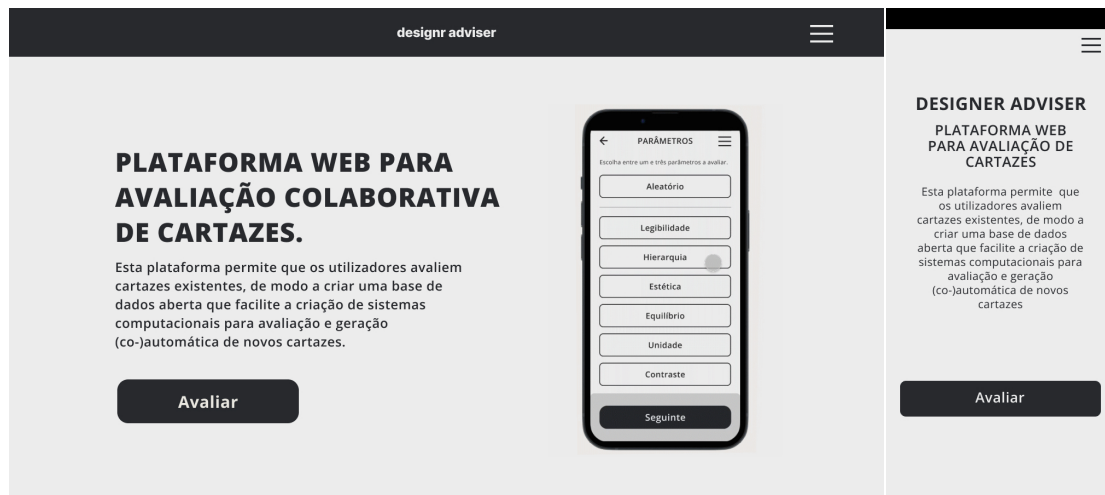 designr adviser
PLATAFORMA WEB PARA
AVALIAÇÃO COLABORATIVA
DE CARTAZES.
Esta plataforma permite que os utilizadores avaliem
cartazes existentes, de modo a criar uma base de
dados aberta que facilite a criação de sistemas
computacionais para avaliação e geração
(co-)automática de novos cartazes.
Avaliar
PARÂMETROS
Escolha entre um e três parâmetros a avaliar.
Aleatório
Legibilidade
Hierarquia
Estética
Equilíbrio
Unidade
Contraste
Seguinte
DESIGNER ADVISER
PLATAFORMA WEB
PARA AVALIAÇÃO DE
CARTAZES
Esta plataforma permite que
os utilizadores avaliem
cartazes existentes, de modo a
criar uma base de dados
aberta que facilite a criação de
sistemas computacionais para
avaliação e geração
(co-)automática de novos
cartazes
Avaliar